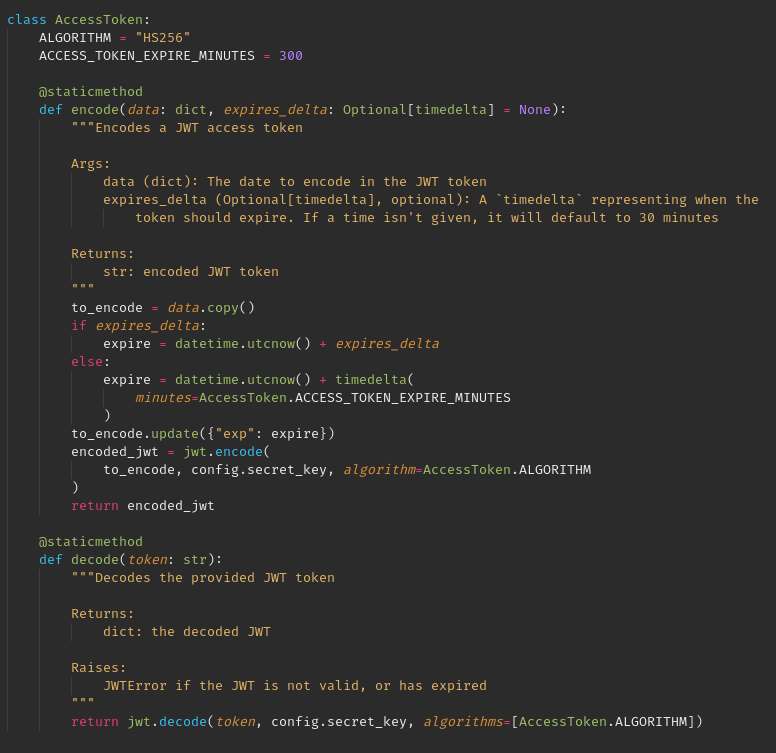 class AccessToken:
    ALGORITHM = "HS256"
    ACCESS_TOKEN_EXPIRE_MINUTES = 300

    @staticmethod
    def encode(data: dict, expires_delta: Optional[timedelta] = None):
        """Encodes a JWT access token

        Args:
            data (dict): The date to encode in the JWT token
            expires_delta (Optional[timedelta], optional): A `timedelta` representing when the
                token should expire. If a time isn't given, it will default to 30 minutes

        Returns:
            str: encoded JWT token
        """
        to_encode = data.copy()
        if expires_delta:
            expire = datetime.utcnow() + expires_delta
        else:
            expire = datetime.utcnow() + timedelta(
                minutes=AccessToken.ACCESS_TOKEN_EXPIRE_MINUTES
            )
        to_encode.update({"exp": expire})
        encoded_jwt = jwt.encode(
            to_encode, config.secret_key, algorithm=AccessToken.ALGORITHM
        )
        return encoded_jwt

    @staticmethod
    def decode(token: str):
        """Decodes the provided JWT token

        Returns:
            dict: the decoded JWT

        Raises:
            JWTError if the JWT is not valid, or has expired
        """
        return jwt.decode(token, config.secret_key, algorithms=[AccessToken.ALGORITHM])